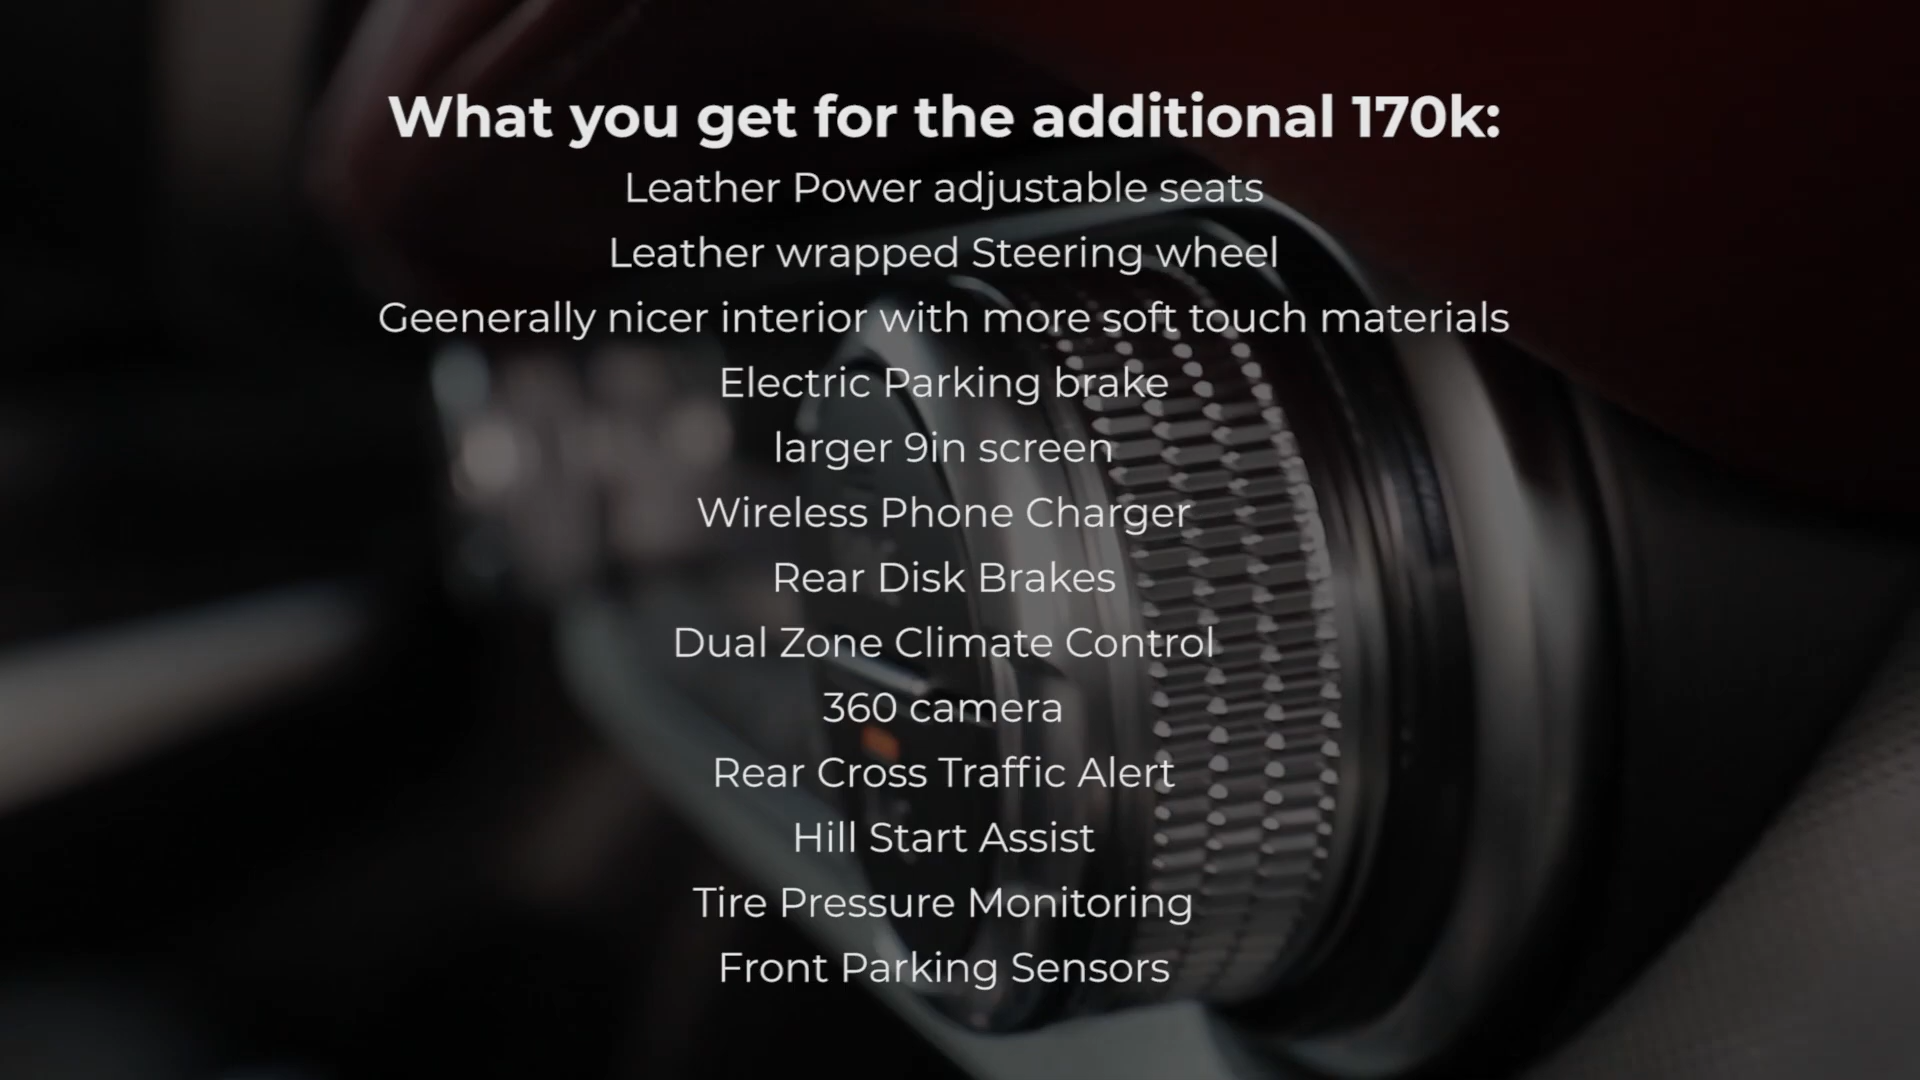 What you get for the additional 170k:
Leather Power adjustable seats
Leather wrapped Steering wheel
Geenerally nicer interior with more soft touch materials
Electric Parking brake
larger 9in screen
Wireless Phone Charger
Rear Disk Brakes
Dual Zone Climate Control
360 camera
Rear Cross Traffic Alert
Hill Start Assist
Tire Pressure Monitoring
Front Parking Sensors